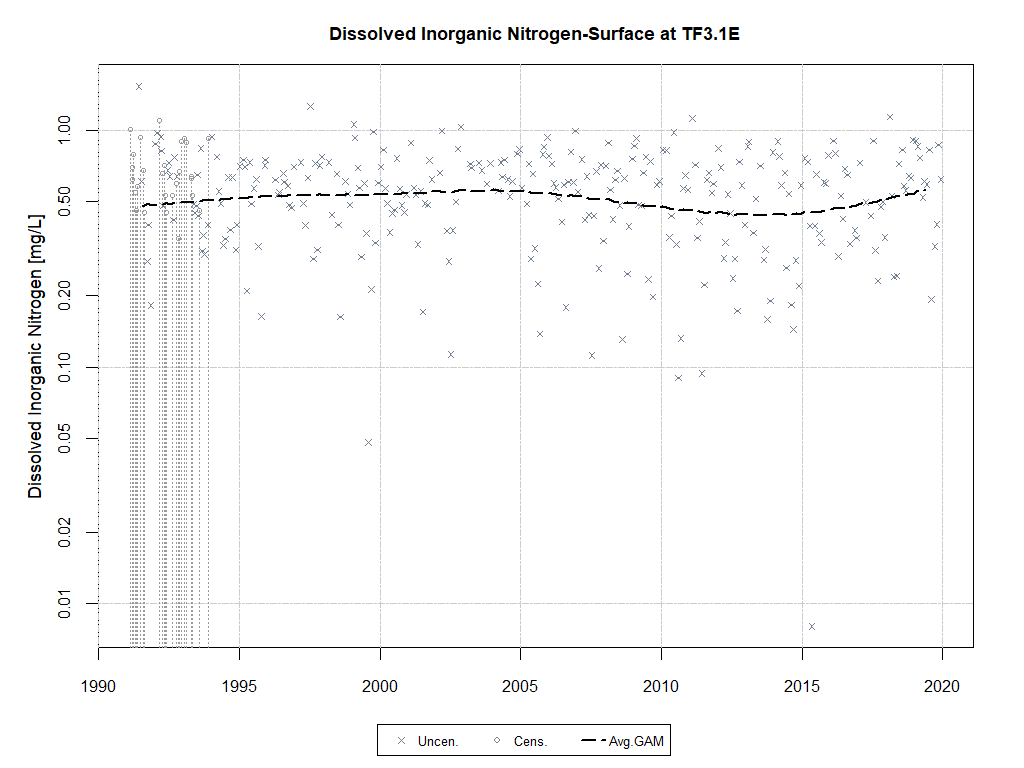 Dissolved Inorganic Nitrogen-Surface at TF3.1E
Dissolved Inorganic Nitrogen [mg/L]
1.00
0.50
0.20
0.10
0.05
0.02
0.01
1990 1995 2000 2005 2010 2015 2020
Uncen. Cens. Avg.GAM